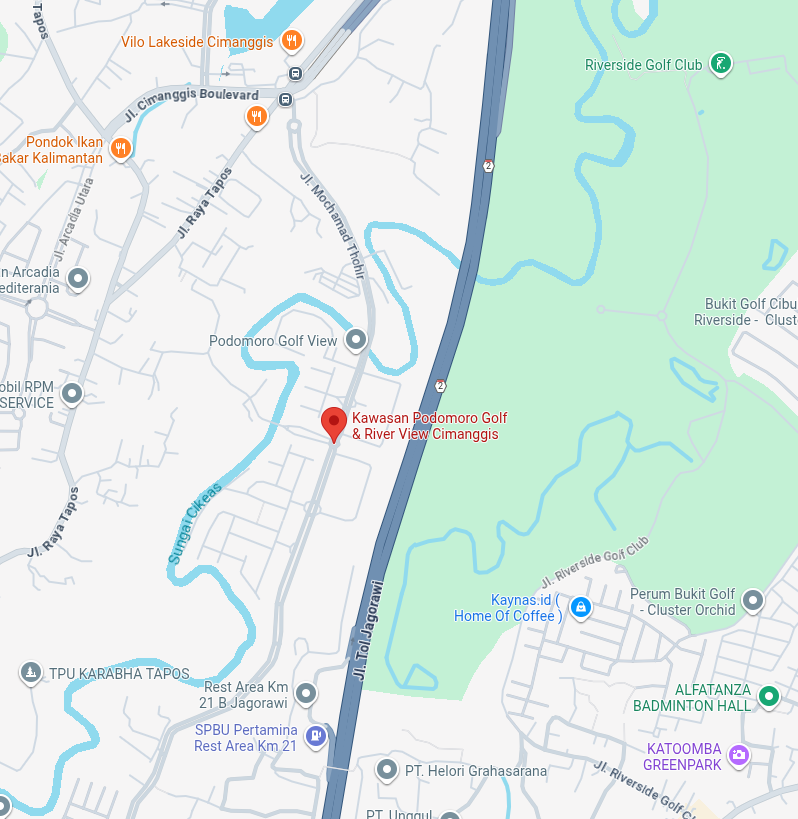 Tapos
Vilo Lakeside Cimanggis
Riverside Golf Club
Jl. Cimanggis Boulevard
Pondok Ikan
Bakar Kalimantan
2
Jl. Arcadia Utara
Jl. Raya Tapos
Jl. Mochamad Thohir
n Arcadia
editerania
Bukit Golf Cibu
Riverside - Clust
Podomoro Golf View
obil RPM
SERVICE
2
Kawasan Podomoro Golf
& River View Cimanggis
Sungai Cikeas
Jl. Raya Tapos
Jl. Riverside Golf Club
Jl. Tol Jagorawi
Kaynas.id (
Home Of Coffee )
Perum Bukit Golf
- Cluster Orchid
TPU KARABHA TAPOS
Rest Area Km
21 B Jagorawi
ALFATANZA
BADMINTON HALL
SPBU Pertamina
Rest Area Km 21
KATOOMBA
GREENPARK
PT. Helori Grahasarana
Jl. Riverside Golf Cl
PT. Unggul